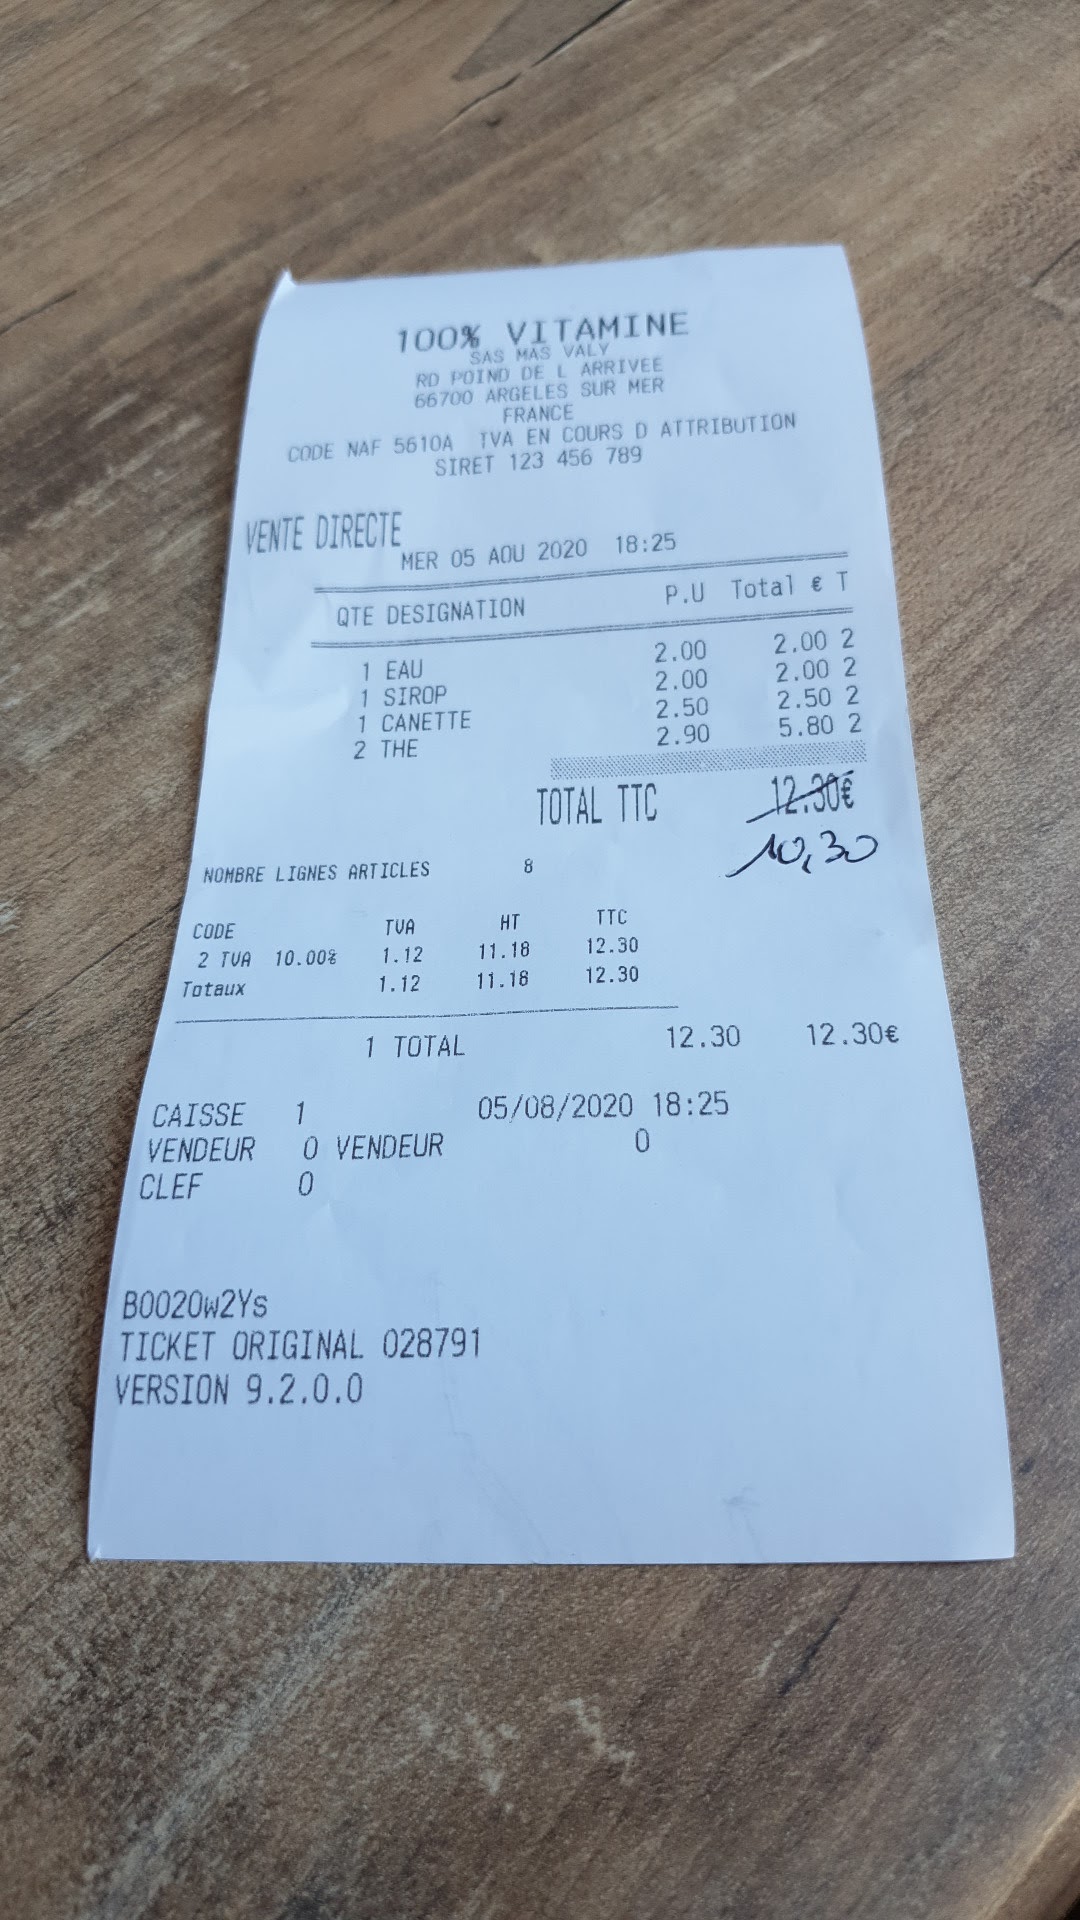 100% VITAMINE
SAS MAS VALY
RD POIND DE L ARRIVEE
66700 ARGELES SUR MER
FRANCE
CODE NAF 5610A TVA EN COURS D ATTRIBUTION
SIRET 123 456 789
VENTE DIRECTE
MER 05 AOU 2020 18:25
QTE DESIGNATION P.U Total € T
1 EAU 2.00 2.00 2
1 SIROP 2.00 2.00 2
1 CANETTE 2.50 2.50 2
2 THE 2.90 5.80 2
TOTAL TTC 12.30€
10,30
NOMBRE LIGNES ARTICLES 8
CODE TVA HT TTC
2 TVA 10.00% 1.12 11.18 12.30
Totaux 1.12 11.18 12.30
1 TOTAL 12.30 12.30€
CAISSE 1 05/08/2020 18:25
VENDEUR 0 VENDEUR 0
CLEF 0
B0020w2Ys
TICKET ORIGINAL 028791
VERSION 9.2.0.0